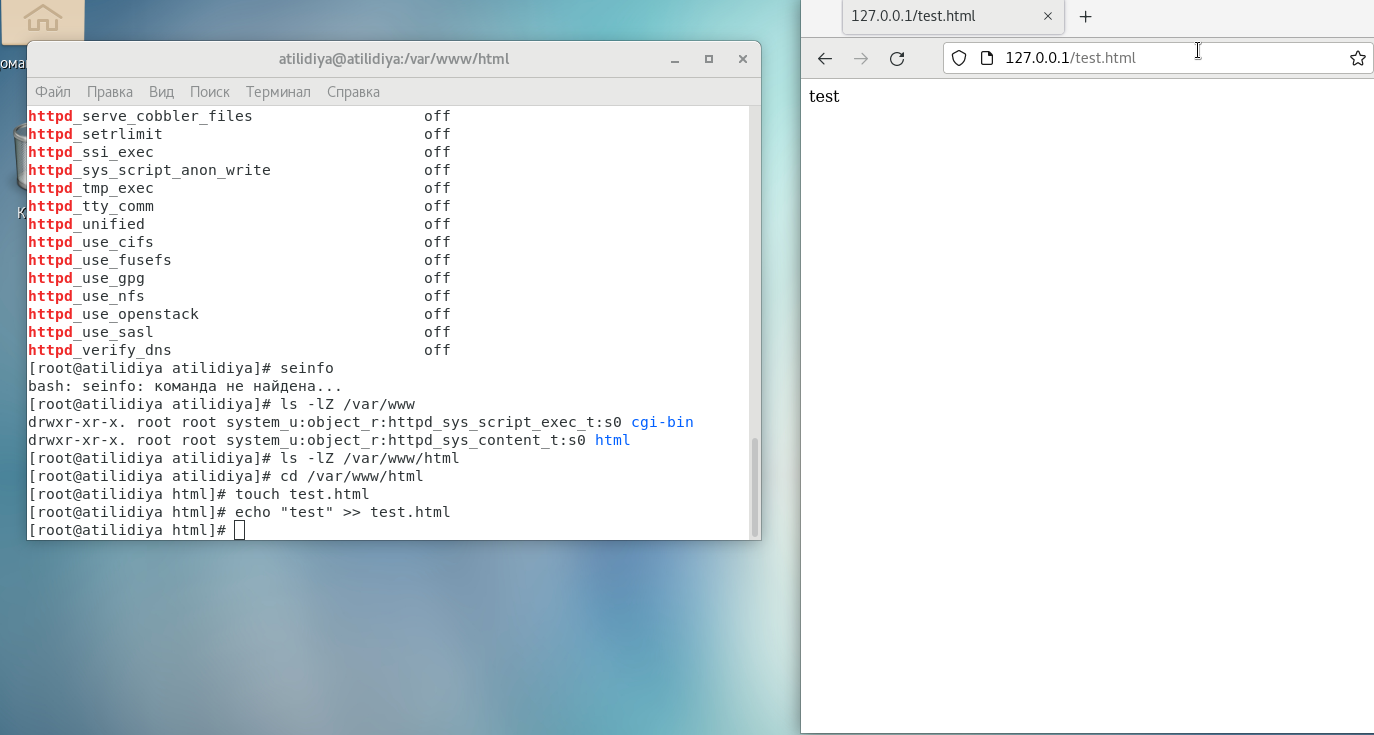 atilidiya@atilidiya:/var/www/html
Файл Правка Вид Поиск Терминал Справка
httpd_serve_cobbler_files off
httpd_setrlimit off
httpd_ssi_exec off
httpd_sys_script_anon_write off
httpd_tmp_exec off
httpd_tty_comm off
httpd_unified off
httpd_use_cifs off
httpd_use_fusefs off
httpd_use_gpg off
httpd_use_nfs off
httpd_use_openstack off
httpd_use_sasl off
httpd_verify_dns off
[root@atilidiya atilidiya]# seinfo
bash: seinfo: команда не найдена...
[root@atilidiya atilidiya]# ls -lZ /var/www
drwxr-xr-x. root root system_u:object_r:httpd_sys_script_exec_t:s0 cgi-bin
drwxr-xr-x. root root system_u:object_r:httpd_sys_content_t:s0 html
[root@atilidiya atilidiya]# ls -lZ /var/www/html
[root@atilidiya atilidiya]# cd /var/www/html
[root@atilidiya html]# touch test.html
[root@atilidiya html]# echo "test" >> test.html
[root@atilidiya html]#
127.0.0.1/test.html
127.0.0.1/test.html
test